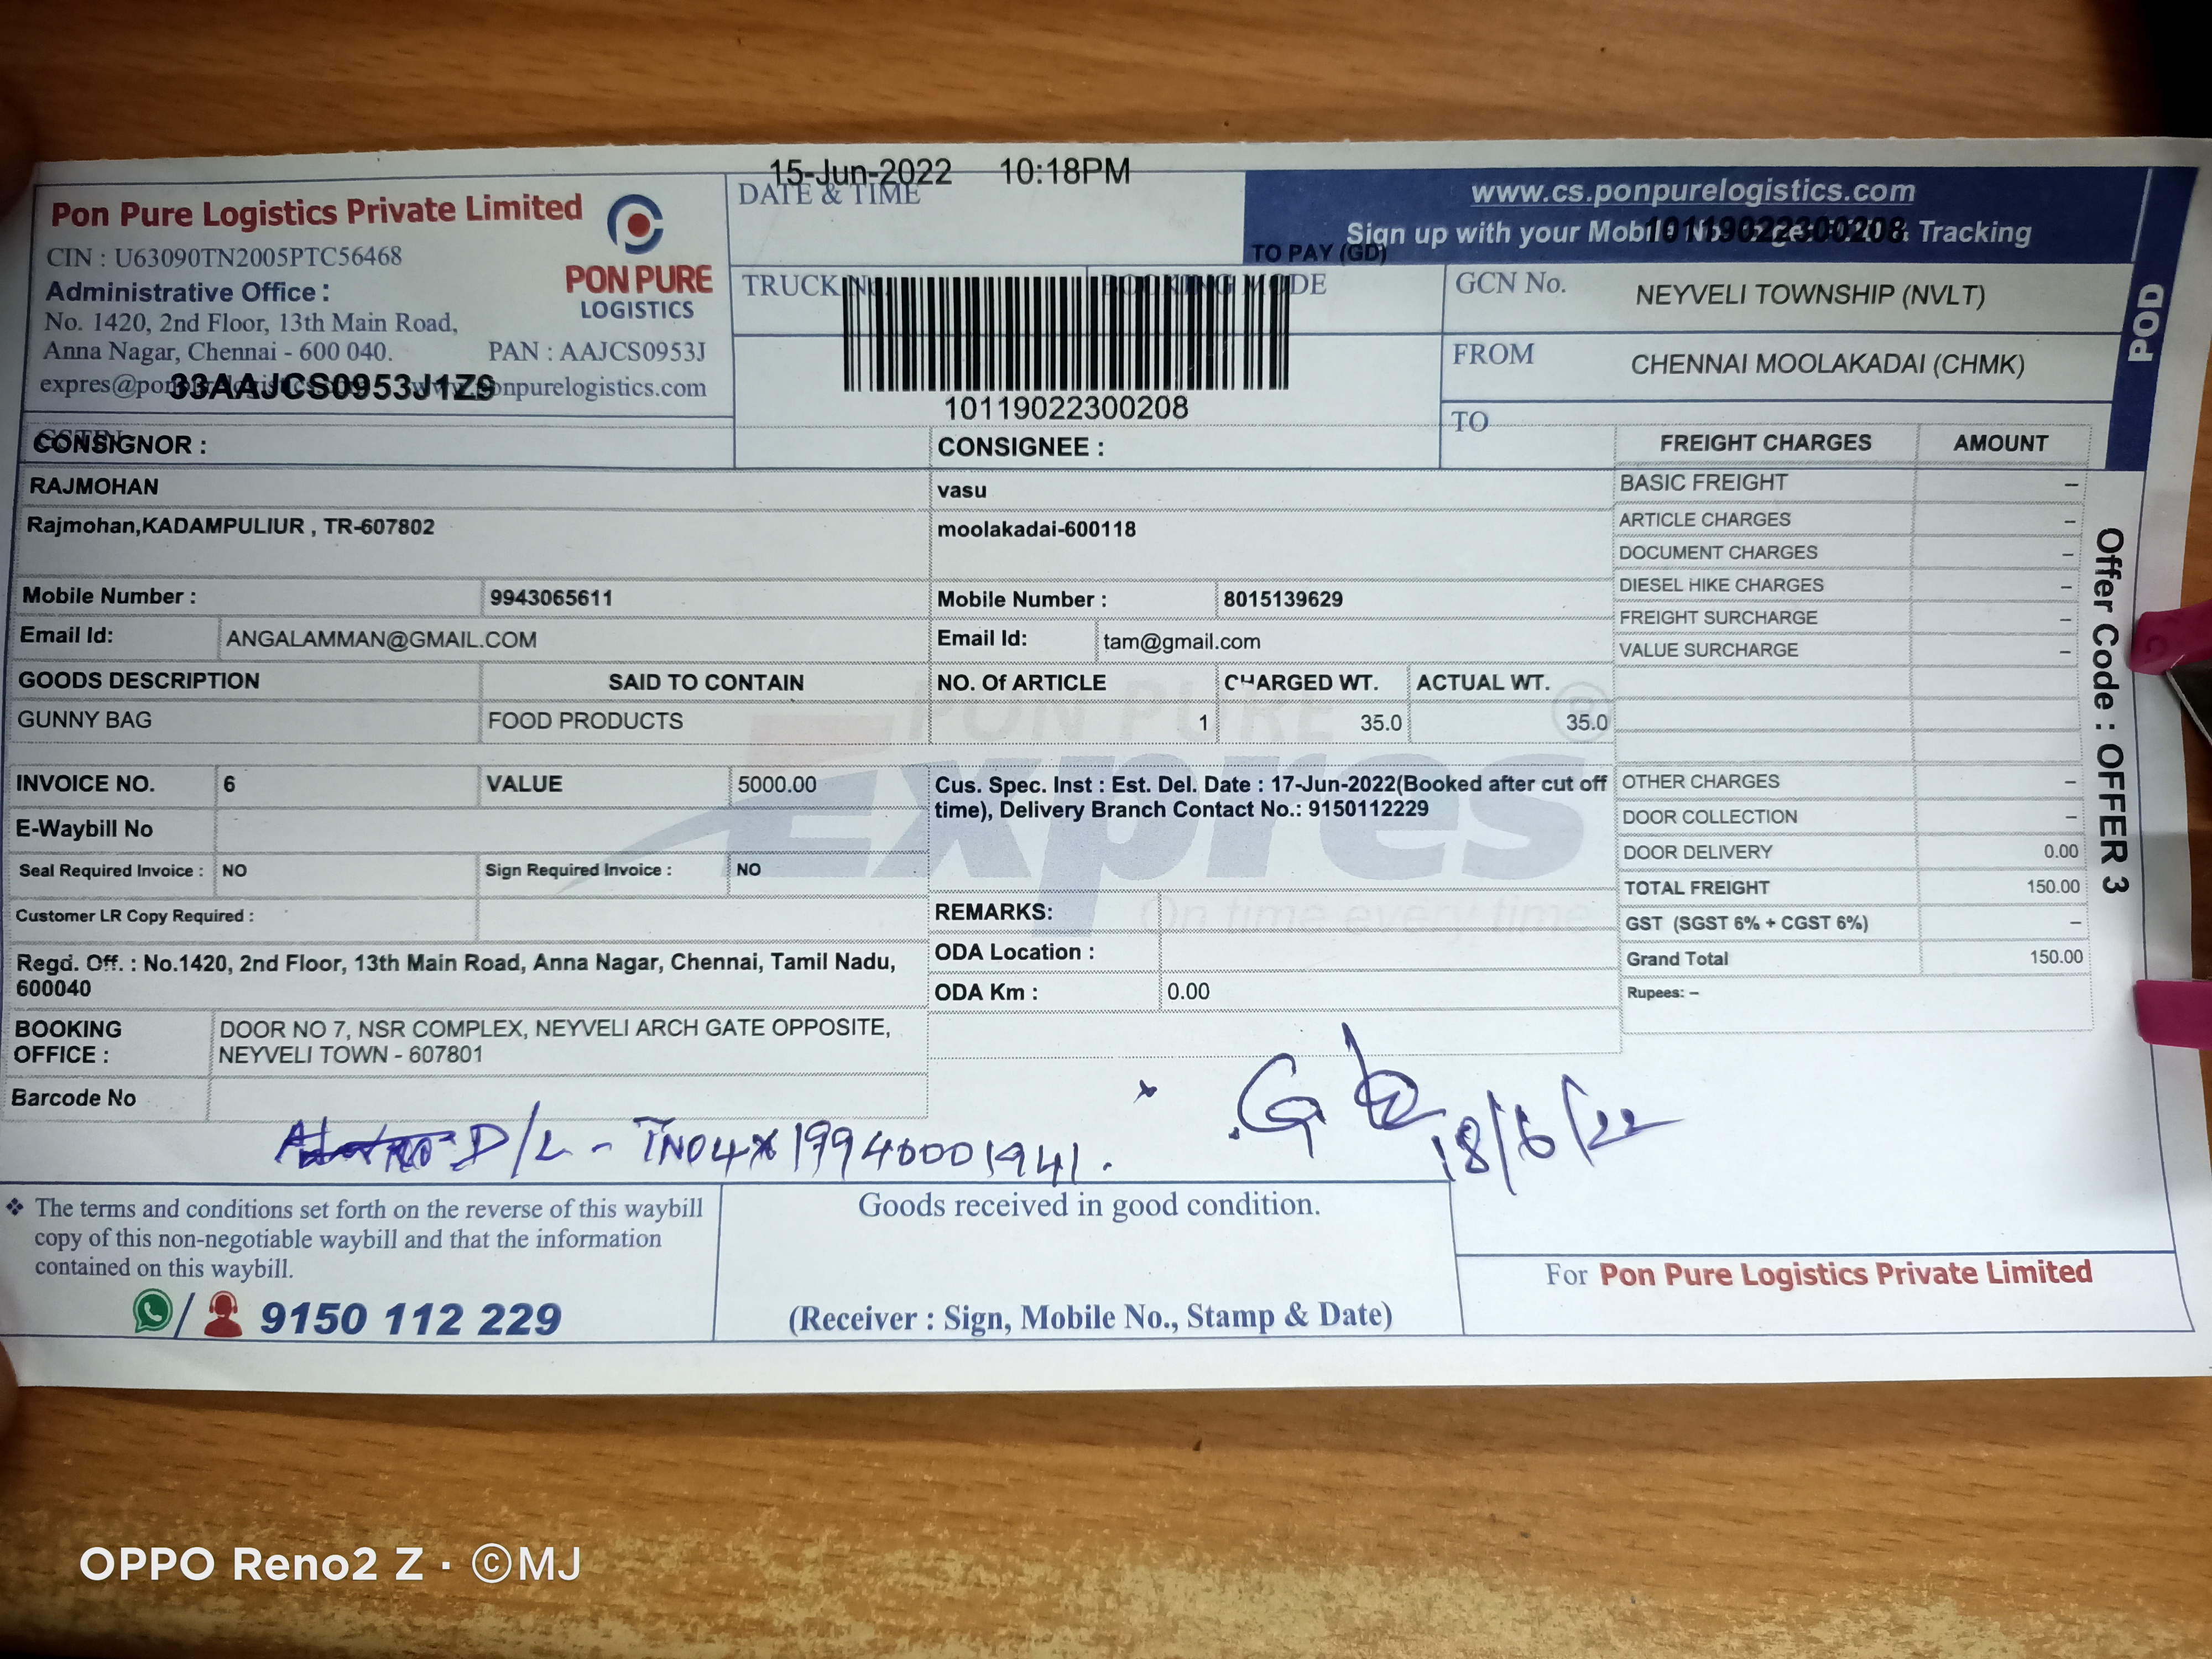 15-Jun-2022 10:18PM
DATE & TIME
Pon Pure Logistics Private Limited
CIN : U63090TN2005PTC56468
Administrative Office :
No. 1420, 2nd Floor, 13th Main Road,
Anna Nagar, Chennai - 600 040.
PAN : AAJCS0953J
33AAJCS0953J1Z9
PON PURE
LOGISTICS
www.cs.ponpurelogistics.com
Sign up with your Mobile No. & Tracking
10119022300208
TO PAY (GD)
TRUCK No.
BOOKING MODE
10119022300208
GCN No. NEYVELI TOWNSHIP (NVLT)
FROM CHENNAI MOOLAKADAI (CHMK)
TO
POD
CONSIGNOR :
CONSIGNEE :
RAJMOHAN
vasu
Rajmohan,KADAMPULIUR , TR-607802
moolakadai-600118
Mobile Number : 9943065611
Mobile Number : 8015139629
Email Id: ANGALAMMAN@GMAIL.COM
Email Id: tam@gmail.com
GOODS DESCRIPTION SAID TO CONTAIN NO. Of ARTICLE CHARGED WT. ACTUAL WT.
GUNNY BAG FOOD PRODUCTS 1 35.0 35.0
PON PURE
Expres
On time every time
INVOICE NO. 6 VALUE 5000.00
Cus. Spec. Inst : Est. Del. Date : 17-Jun-2022(Booked after cut off
time), Delivery Branch Contact No.: 9150112229
E-Waybill No
Seal Required Invoice : NO Sign Required Invoice : NO
Customer LR Copy Required :
REMARKS:
ODA Location :
ODA Km : 0.00
Regd. Off. : No.1420, 2nd Floor, 13th Main Road, Anna Nagar, Chennai, Tamil Nadu,
600040
BOOKING
OFFICE :
DOOR NO 7, NSR COMPLEX, NEYVELI ARCH GATE OPPOSITE,
NEYVELI TOWN - 607801
Barcode No
FREIGHT CHARGES AMOUNT
BASIC FREIGHT –
ARTICLE CHARGES –
DOCUMENT CHARGES –
DIESEL HIKE CHARGES –
FREIGHT SURCHARGE –
VALUE SURCHARGE –
OTHER CHARGES –
DOOR COLLECTION –
DOOR DELIVERY 0.00
TOTAL FREIGHT 150.00
GST (SGST 6% + CGST 6%) –
Grand Total 150.00
Rupees: –
Offer Code : OFFER 3
D/L - TN04X19940001941.
18/6/22
❖ The terms and conditions set forth on the reverse of this waybill
copy of this non-negotiable waybill and that the information
contained on this waybill.
9150 112 229
Goods received in good condition.
(Receiver : Sign, Mobile No., Stamp & Date)
For Pon Pure Logistics Private Limited
OPPO Reno2 Z · ©MJ